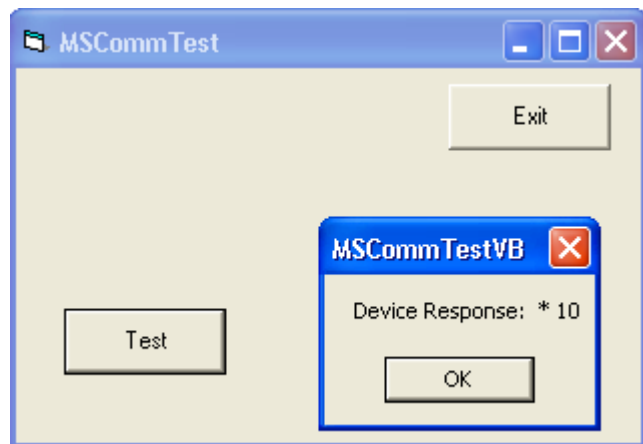 MSCommTest
Exit
MSCommTestVB
Device Response: * 10
Test
OK